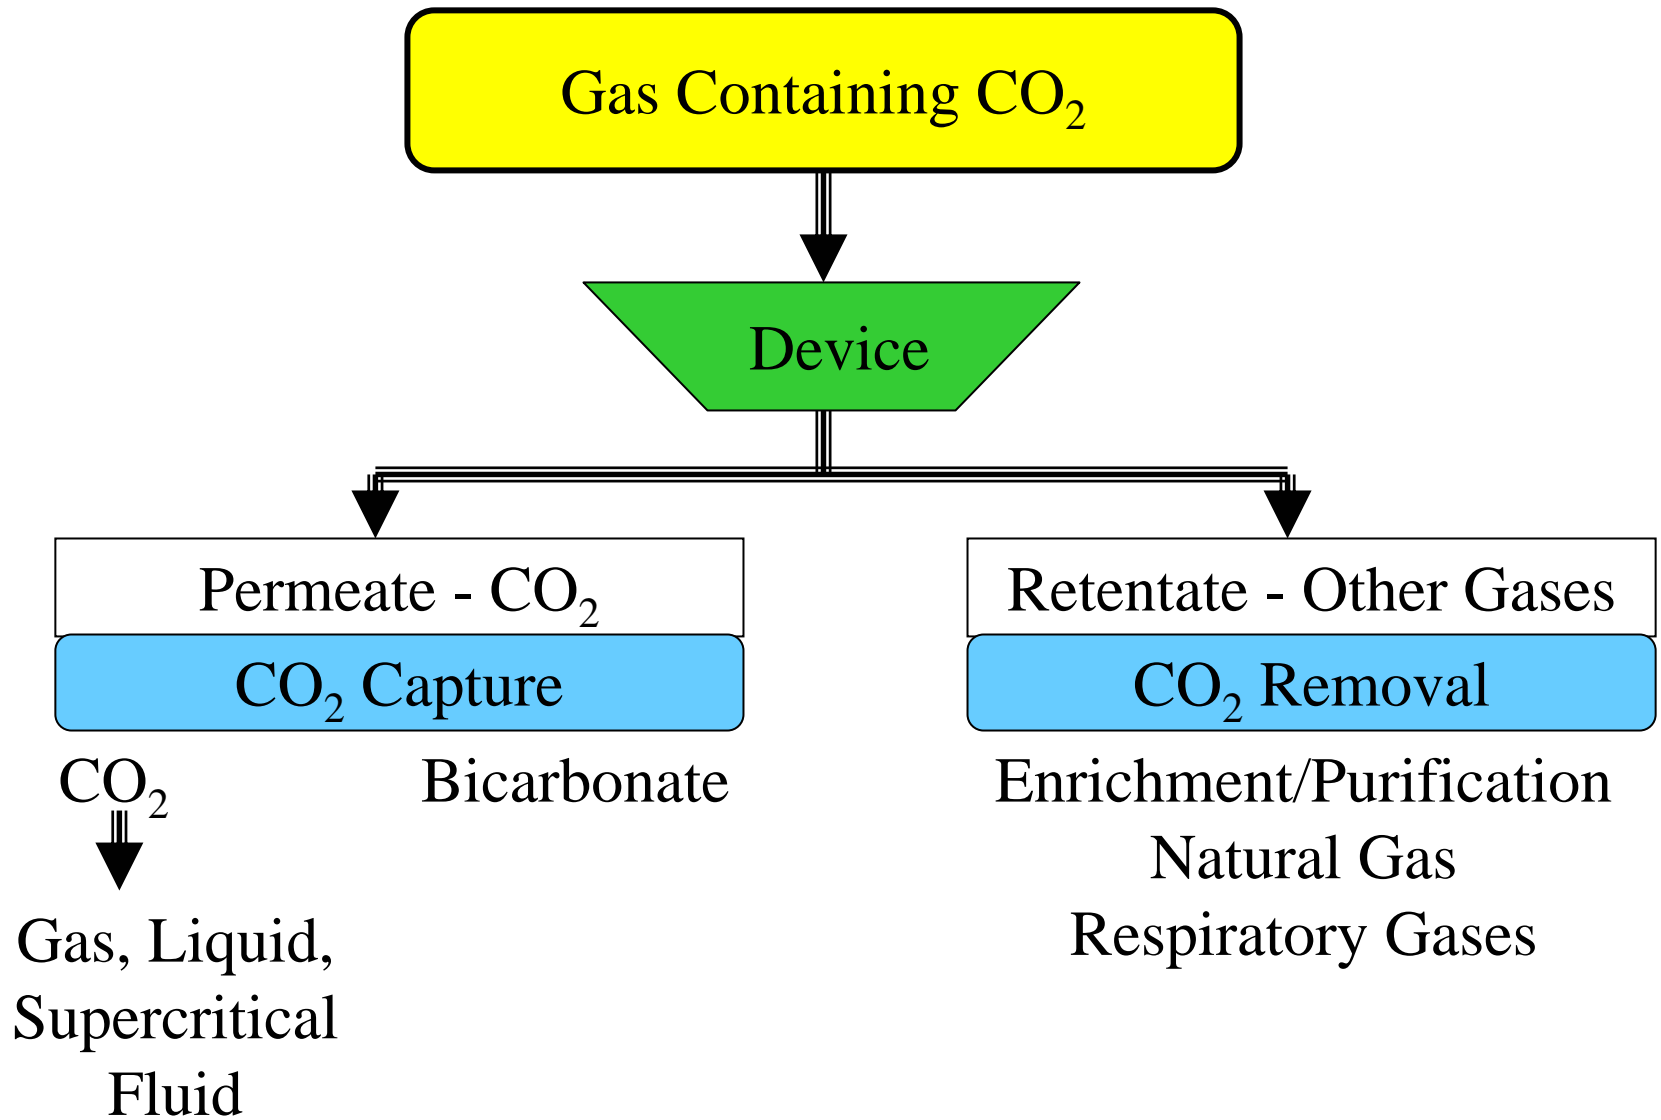 Gas Containing CO₂
Device
Permeate - CO₂
CO₂ Capture
CO₂
Bicarbonate
Gas, Liquid,
Supercritical
Fluid
Retentate - Other Gases
CO₂ Removal
Enrichment/Purification
Natural Gas
Respiratory Gases